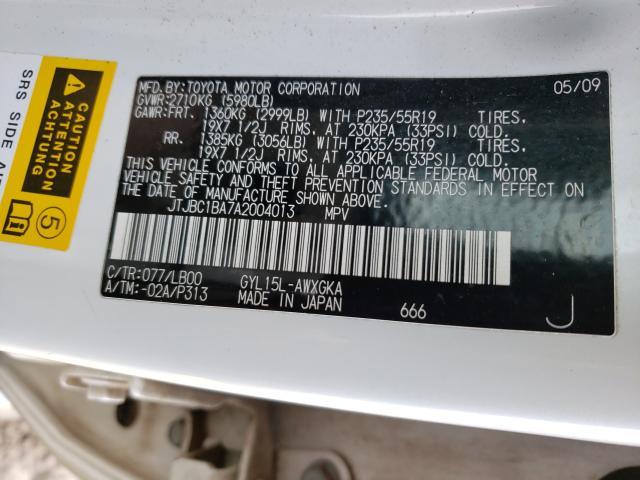 MFD. BY: TOYOTA MOTOR CORPORATION 05/09
GVWR:2710KG (5980LB)
GAWR:FRT. 1360KG (2999LB) WITH P235/55R19 TIRES,
19X7 1/2J RIMS, AT 230KPA (33PSI) COLD.
RR. 1385KG (3056LB) WITH P235/55R19 TIRES,
19X7 1/2J RIMS, AT 230KPA (33PSI) COLD.
THIS VEHICLE CONFORMS TO ALL APPLICABLE FEDERAL MOTOR
VEHICLE SAFETY AND THEFT PREVENTION STANDARDS IN EFFECT ON
THE DATE OF MANUFACTURE SHOWN ABOVE.
JTJBC1BA7A2004013 MPV
C/TR:077/LB00 GYL15L-AWXGKA
A/TM:-02A/P313 MADE IN JAPAN 666
J
SRS SIDE
CAUTION
ATTENTION
ACHTUNG
5